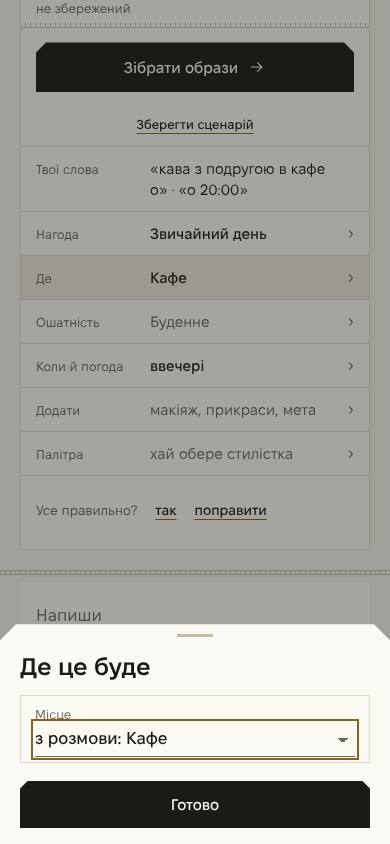 не збережений
Зібрати образи →
Зберегти сценарій
Твої слова
«кава з подругою в кафе
о» · «о 20:00»
Нагода
Звичайний день
Де
Кафе
Ошатність
Буденне
Коли й погода
ввечері
Додати
макіяж, прикраси, мета
Палітра
хай обере стилістка
Усе правильно? так поправити
Напиши
Де це буде
Місце
з розмови: Кафе
Готово